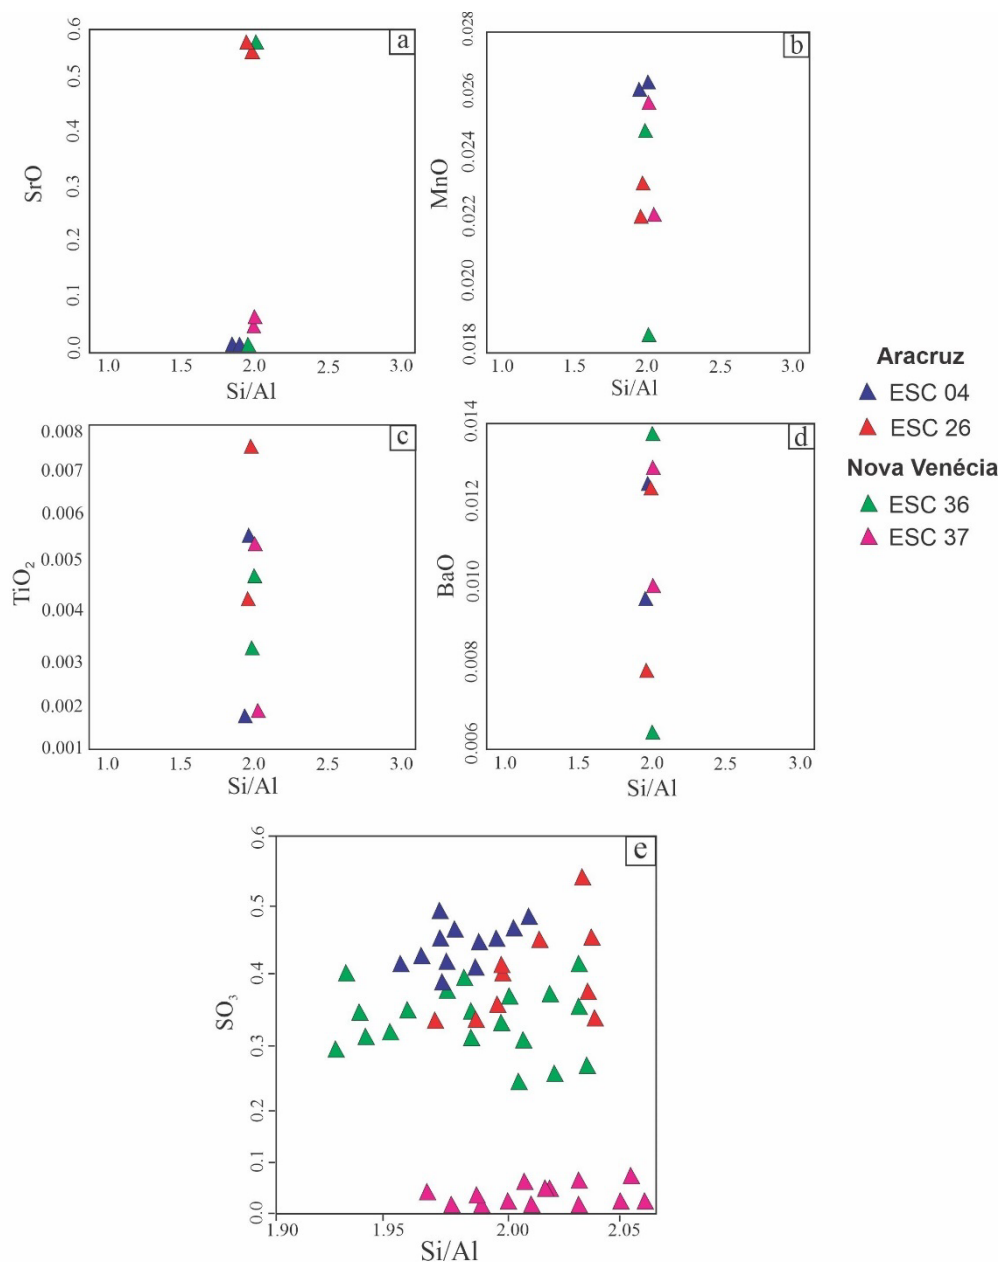 a
0.6
0.5
0.4
0.3
0.2
0.1
0.0
SrO
1.0 1.5 2.0 2.5 3.0
Si/Al
b
0.028
0.026
0.024
0.022
0.020
0.018
MnO
1.0 1.5 2.0 2.5 3.0
Si/Al
Aracruz
ESC 04
ESC 26
Nova Venécia
ESC 36
ESC 37
c
0.008
0.007
0.006
0.005
0.004
0.003
0.002
0.001
TiO₂
1.0 1.5 2.0 2.5 3.0
Si/Al
d
0.014
0.012
0.010
0.008
0.006
BaO
1.0 1.5 2.0 2.5 3.0
Si/Al
e
0.6
0.5
0.4
0.3
0.2
0.1
0.0
SO₃
1.90 1.95 2.00 2.05
Si/Al